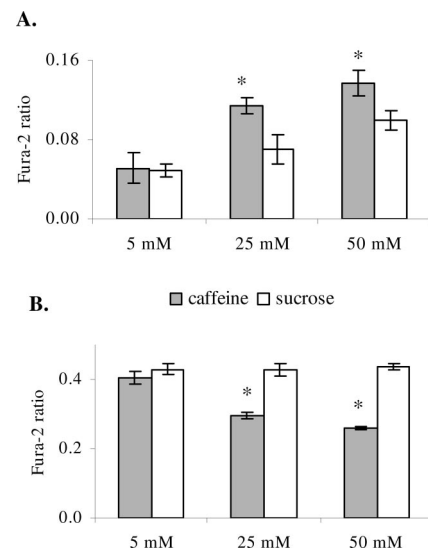 A.
Fura-2 ratio
0.16
0.08
0.00
*
*
5 mM 25 mM 50 mM
caffeine sucrose
B.
Fura-2 ratio
0.4
0.2
0.0
*
*
5 mM 25 mM 50 mM